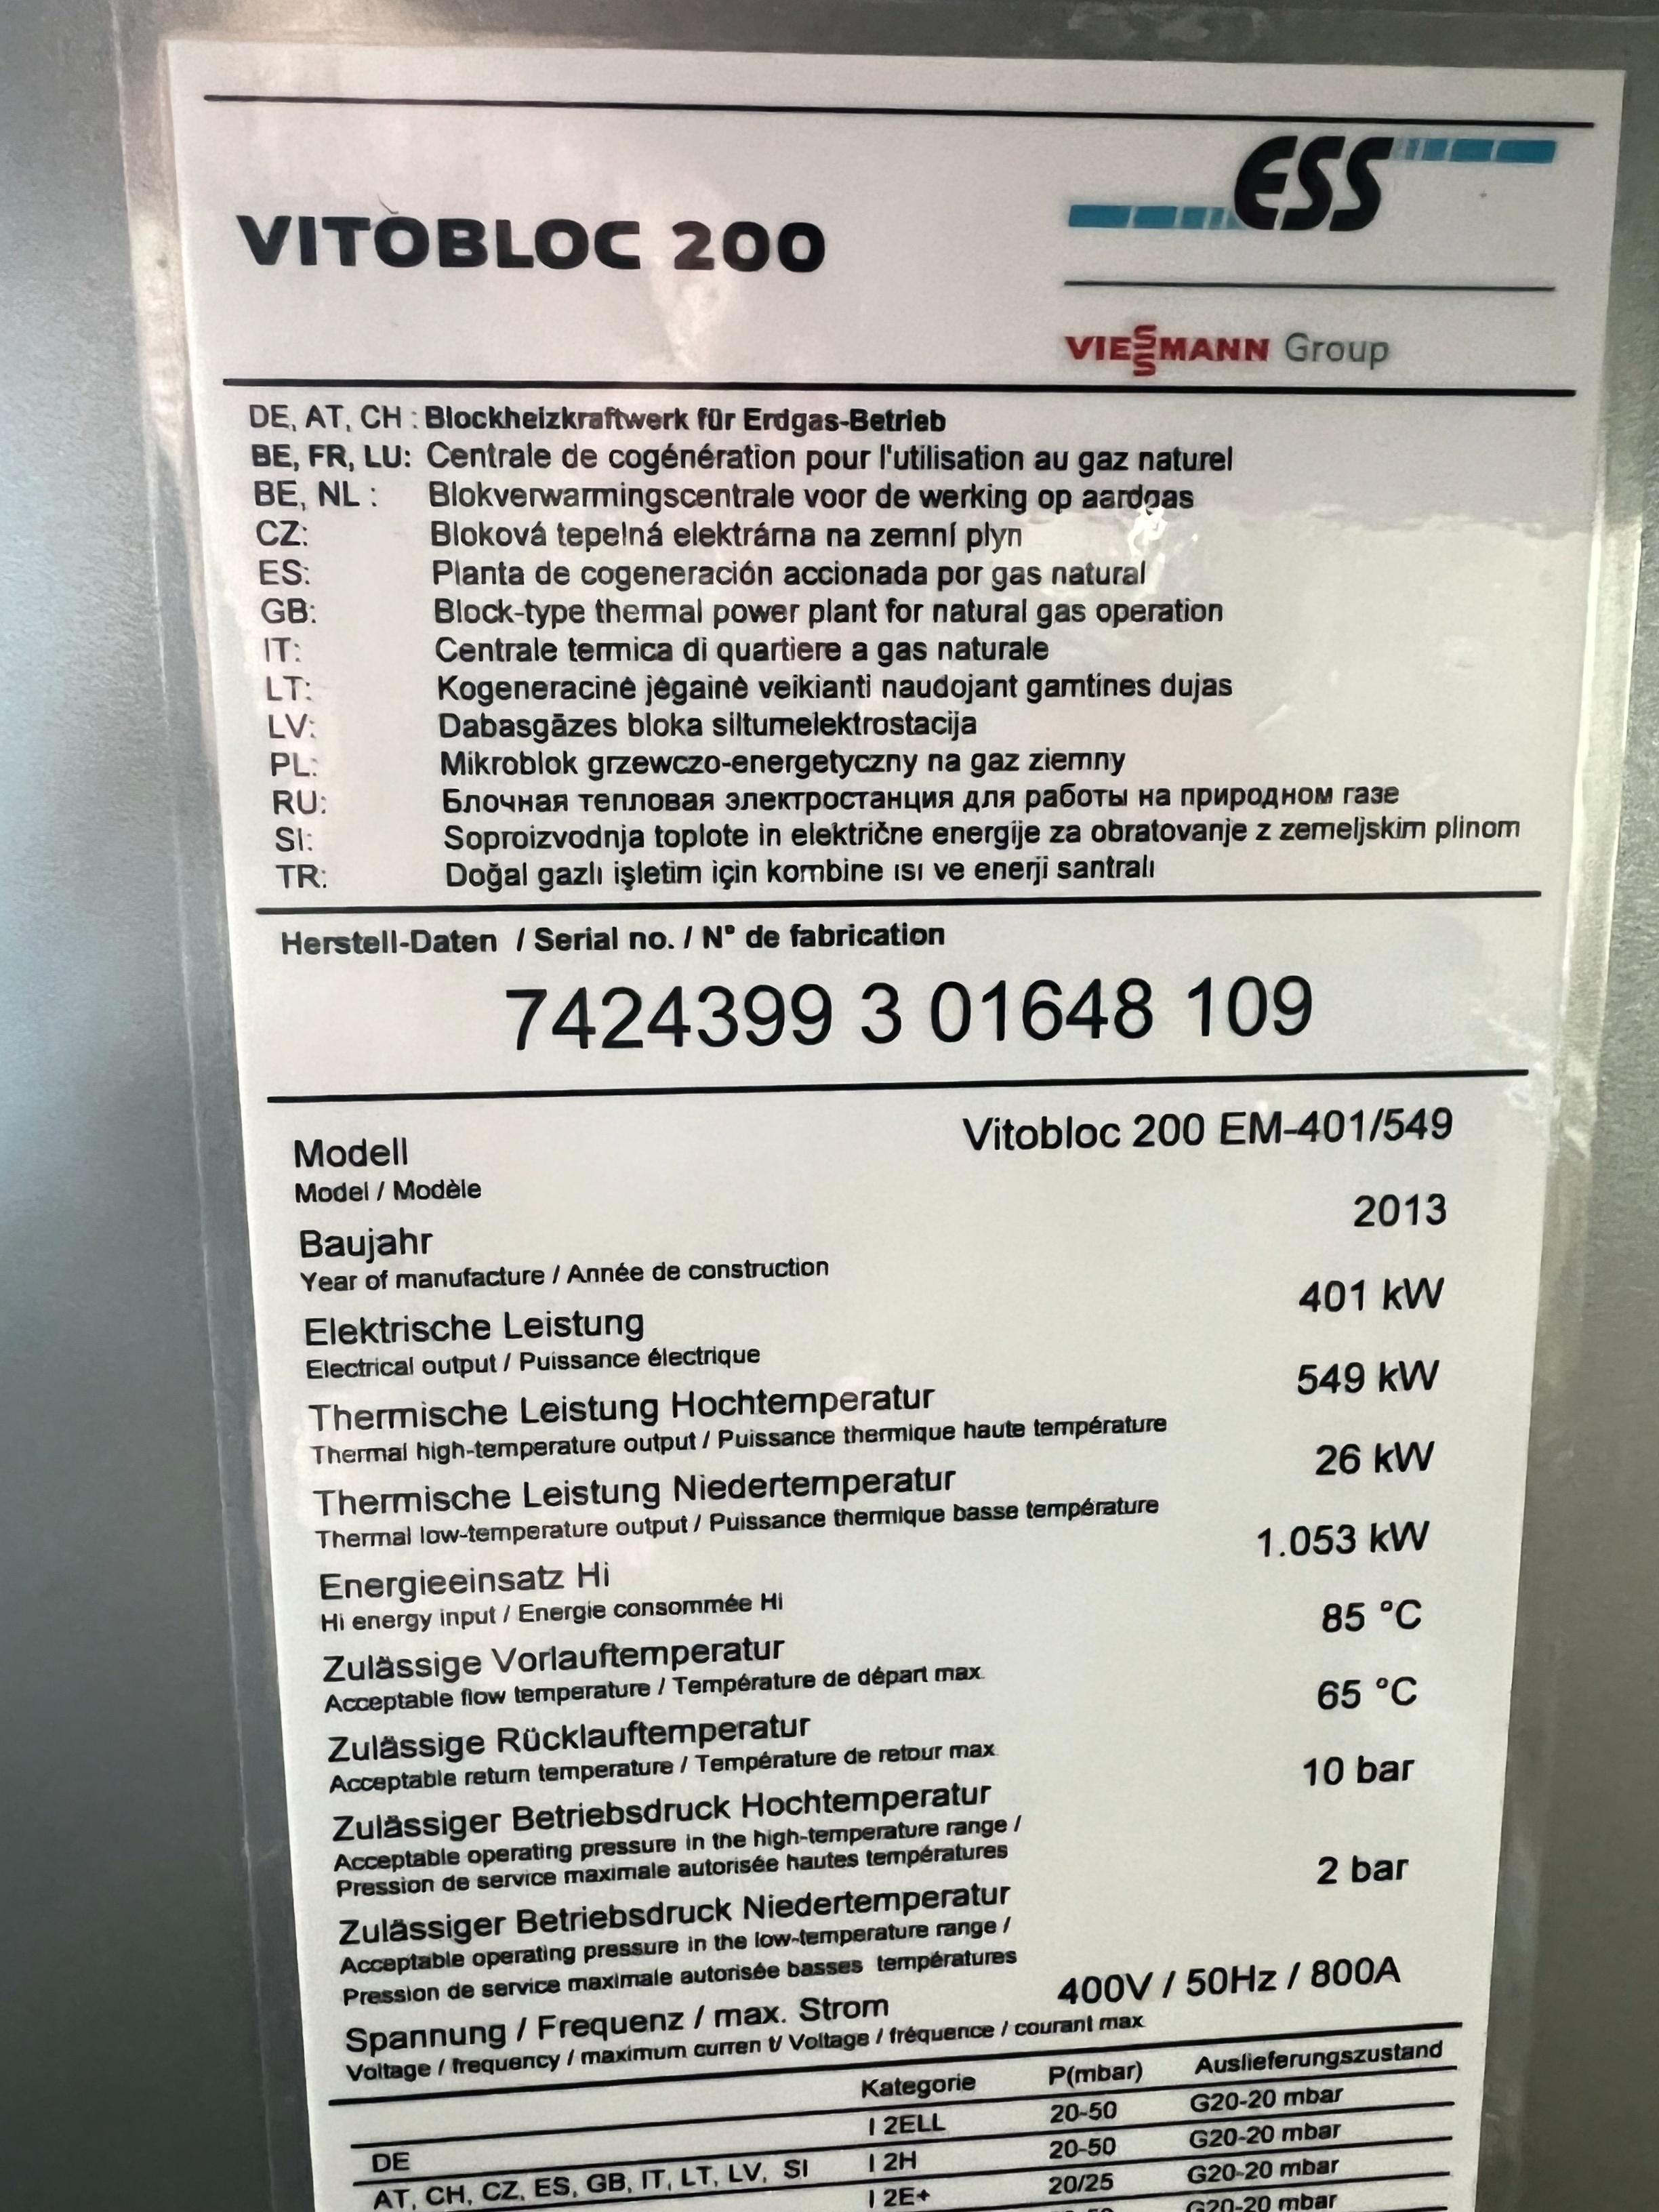 VITOBLOC 200
ESS
VIESSMANN Group
DE, AT, CH : Blockheizkraftwerk für Erdgas-Betrieb
BE, FR, LU: Centrale de cogénération pour l'utilisation au gaz naturel
BE, NL : Blokverwarmingscentrale voor de werking op aardgas
CZ: Bloková tepelná elektrárna na zemní plyn
ES: Planta de cogeneración accionada por gas natural
GB: Block-type thermal power plant for natural gas operation
IT: Centrale termica di quartiere a gas naturale
LT: Kogeneracinė jėgainė veikianti naudojant gamtines dujas
LV: Dabasgāzes bloka siltumelektrostacija
PL: Mikroblok grzewczo-energetyczny na gaz ziemny
RU: Блочная тепловая электростанция для работы на природном газе
SI: Soproizvodnja toplote in električne energije za obratovanje z zemeljskim plinom
TR: Doğal gazlı işletim için kombine ısı ve enerji santralı
Herstell-Daten / Serial no. / N° de fabrication
7424399 3 01648 109
Modell Vitobloc 200 EM-401/549
Model / Modèle
Baujahr 2013
Year of manufacture / Année de construction
Elektrische Leistung 401 kW
Electrical output / Puissance électrique
Thermische Leistung Hochtemperatur 549 kW
Thermal high-temperature output / Puissance thermique haute température
Thermische Leistung Niedertemperatur 26 kW
Thermal low-temperature output / Puissance thermique basse température
Energieeinsatz Hi 1.053 kW
Hi energy input / Energie consommée Hi
Zulässige Vorlauftemperatur 85 °C
Acceptable flow temperature / Température de départ max.
Zulässige Rücklauftemperatur 65 °C
Acceptable return temperature / Température de retour max.
Zulässiger Betriebsdruck Hochtemperatur 10 bar
Acceptable operating pressure in the high-temperature range /
Pression de service maximale autorisée hautes températures
Zulässiger Betriebsdruck Niedertemperatur 2 bar
Acceptable operating pressure in the low-temperature range /
Pression de service maximale autorisée basses températures
Spannung / Frequenz / max. Strom 400V / 50Hz / 800A
Voltage / frequency / maximum curren t/ Voltage / fréquence / courant max.
Kategorie P(mbar) Auslieferungszustand
DE I 2ELL 20-50 G20-20 mbar
AT, CH, CZ, ES, GB, IT, LT, LV, SI I 2H 20-50 G20-20 mbar
I 2E+ 20/25 G20-20 mbar
G20-20 mbar